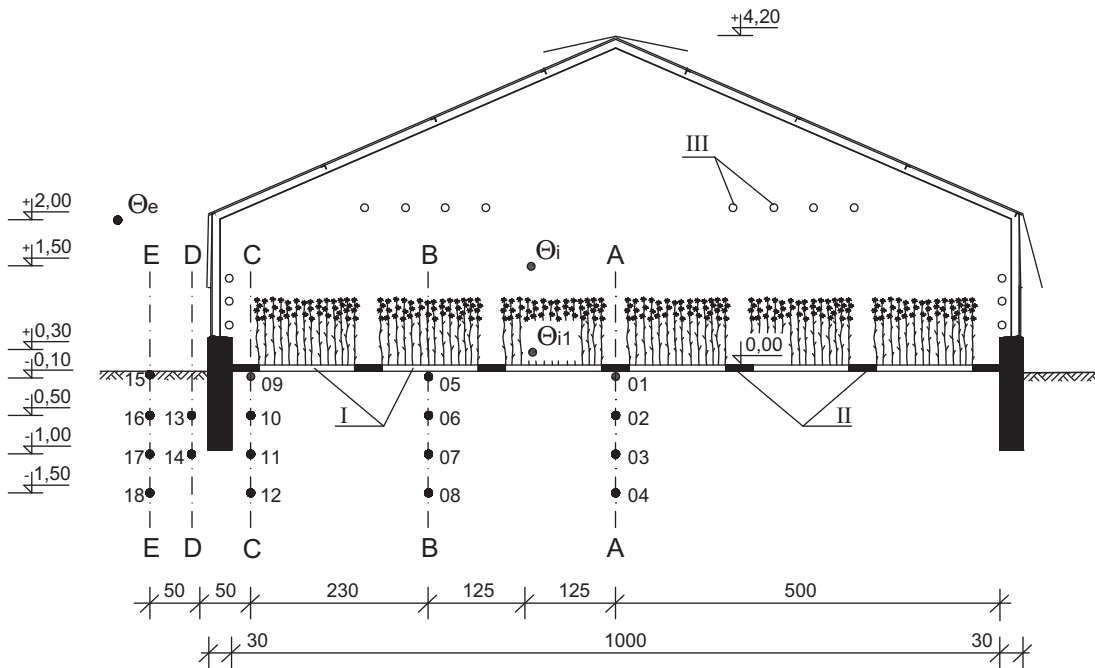 +4,20
III
+2,00
Θe
+1,50
E D C B A
Θi
+0,30
Θi1
0,00
-0,10
15 09 05 01
-0,50
16 13 10 06 I 02 II
-1,00
17 14 11 07 03
-1,50
18 12 08 04
E D C B A
50 50 230 125 125 500
30 1000 30